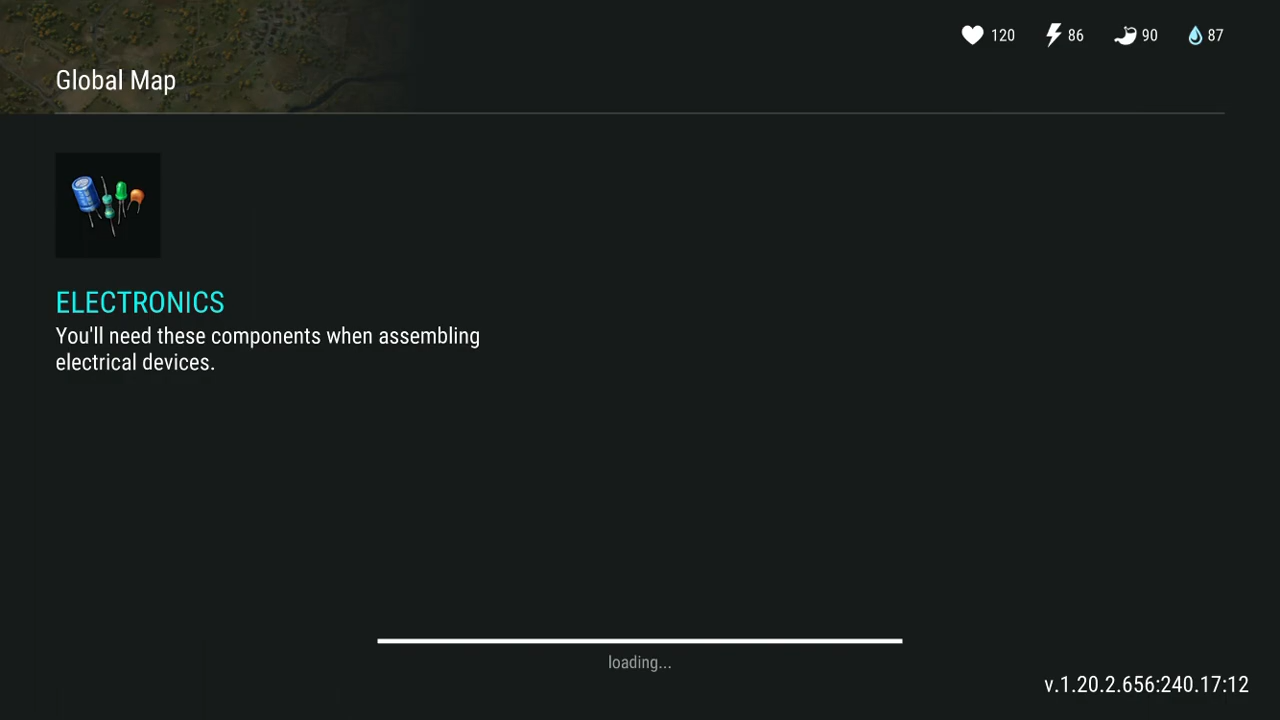 120 86 90 87
Global Map
ELECTRONICS
You'll need these components when assembling
electrical devices.
loading...
v.1.20.2.656:240.17:12